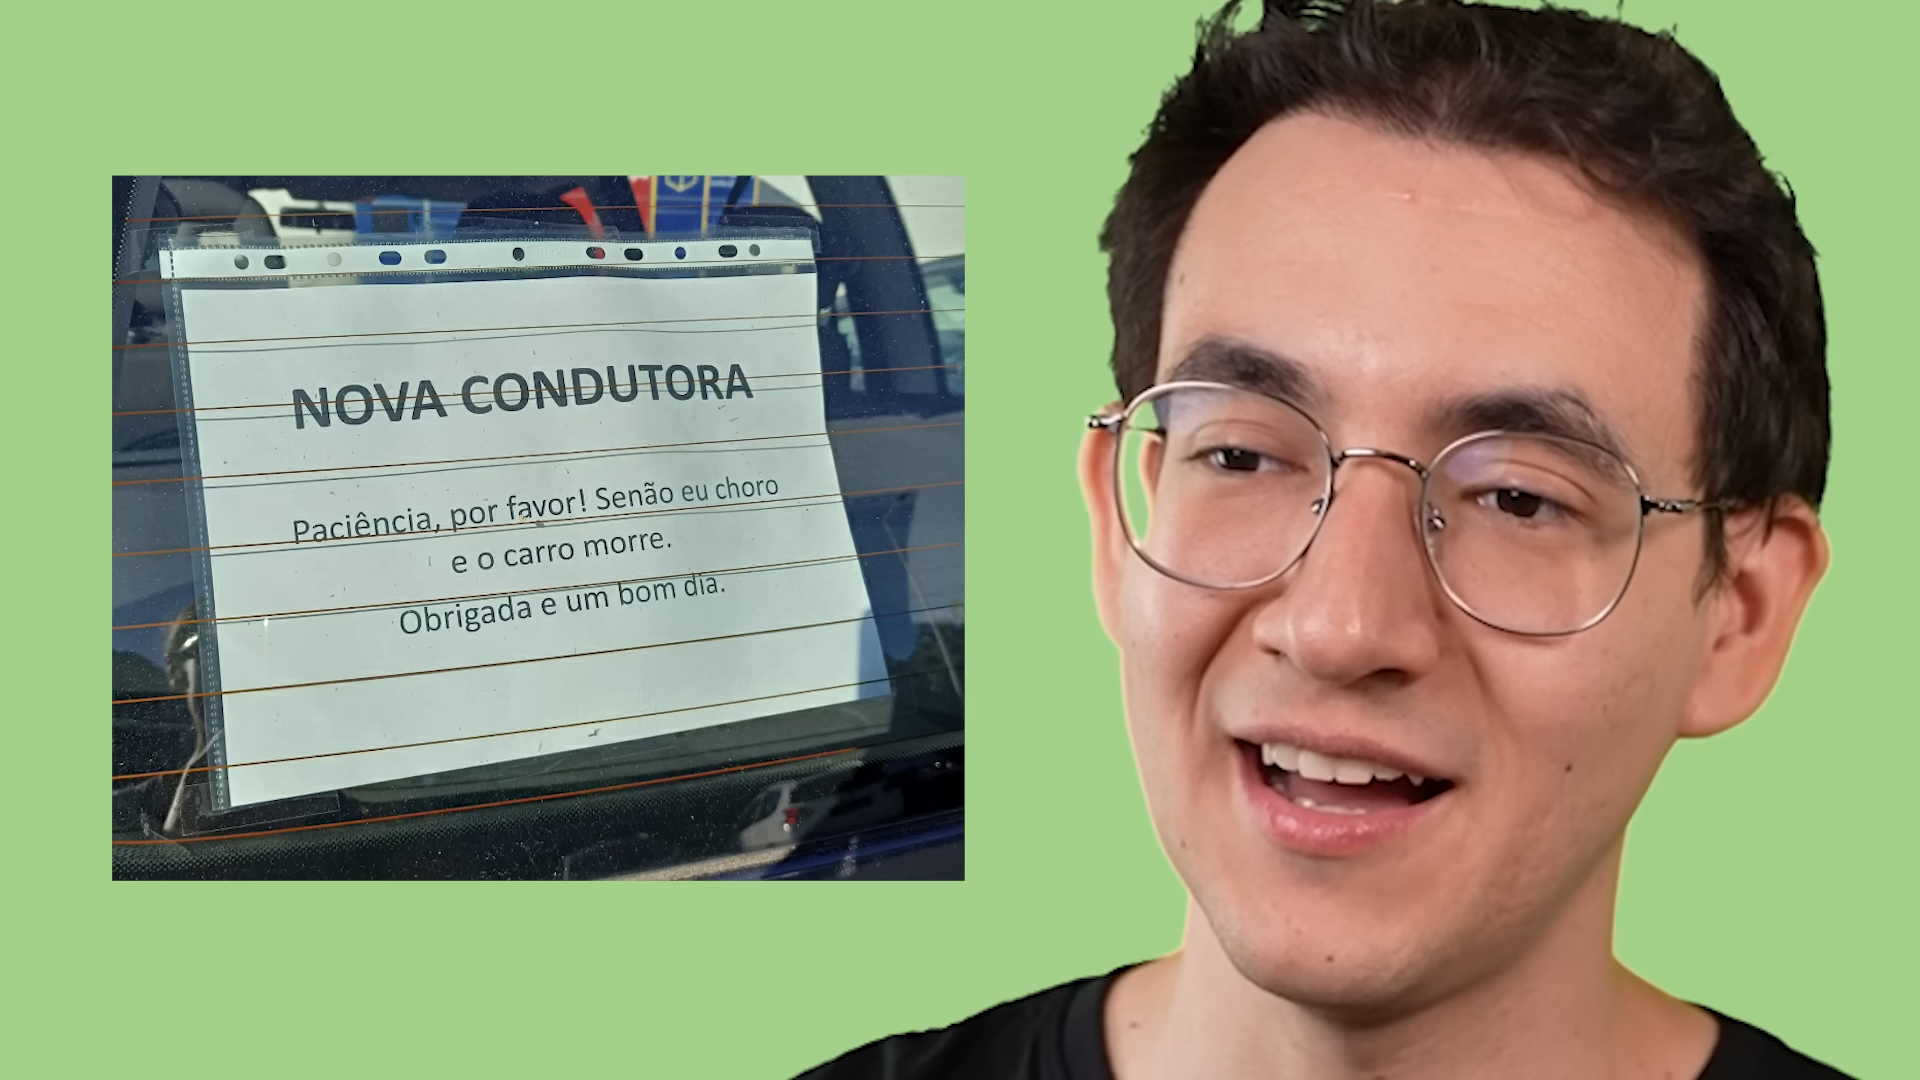 NOVA CONDUTORA
Paciência, por favor! Senão eu choro
e o carro morre.
Obrigada e um bom dia.